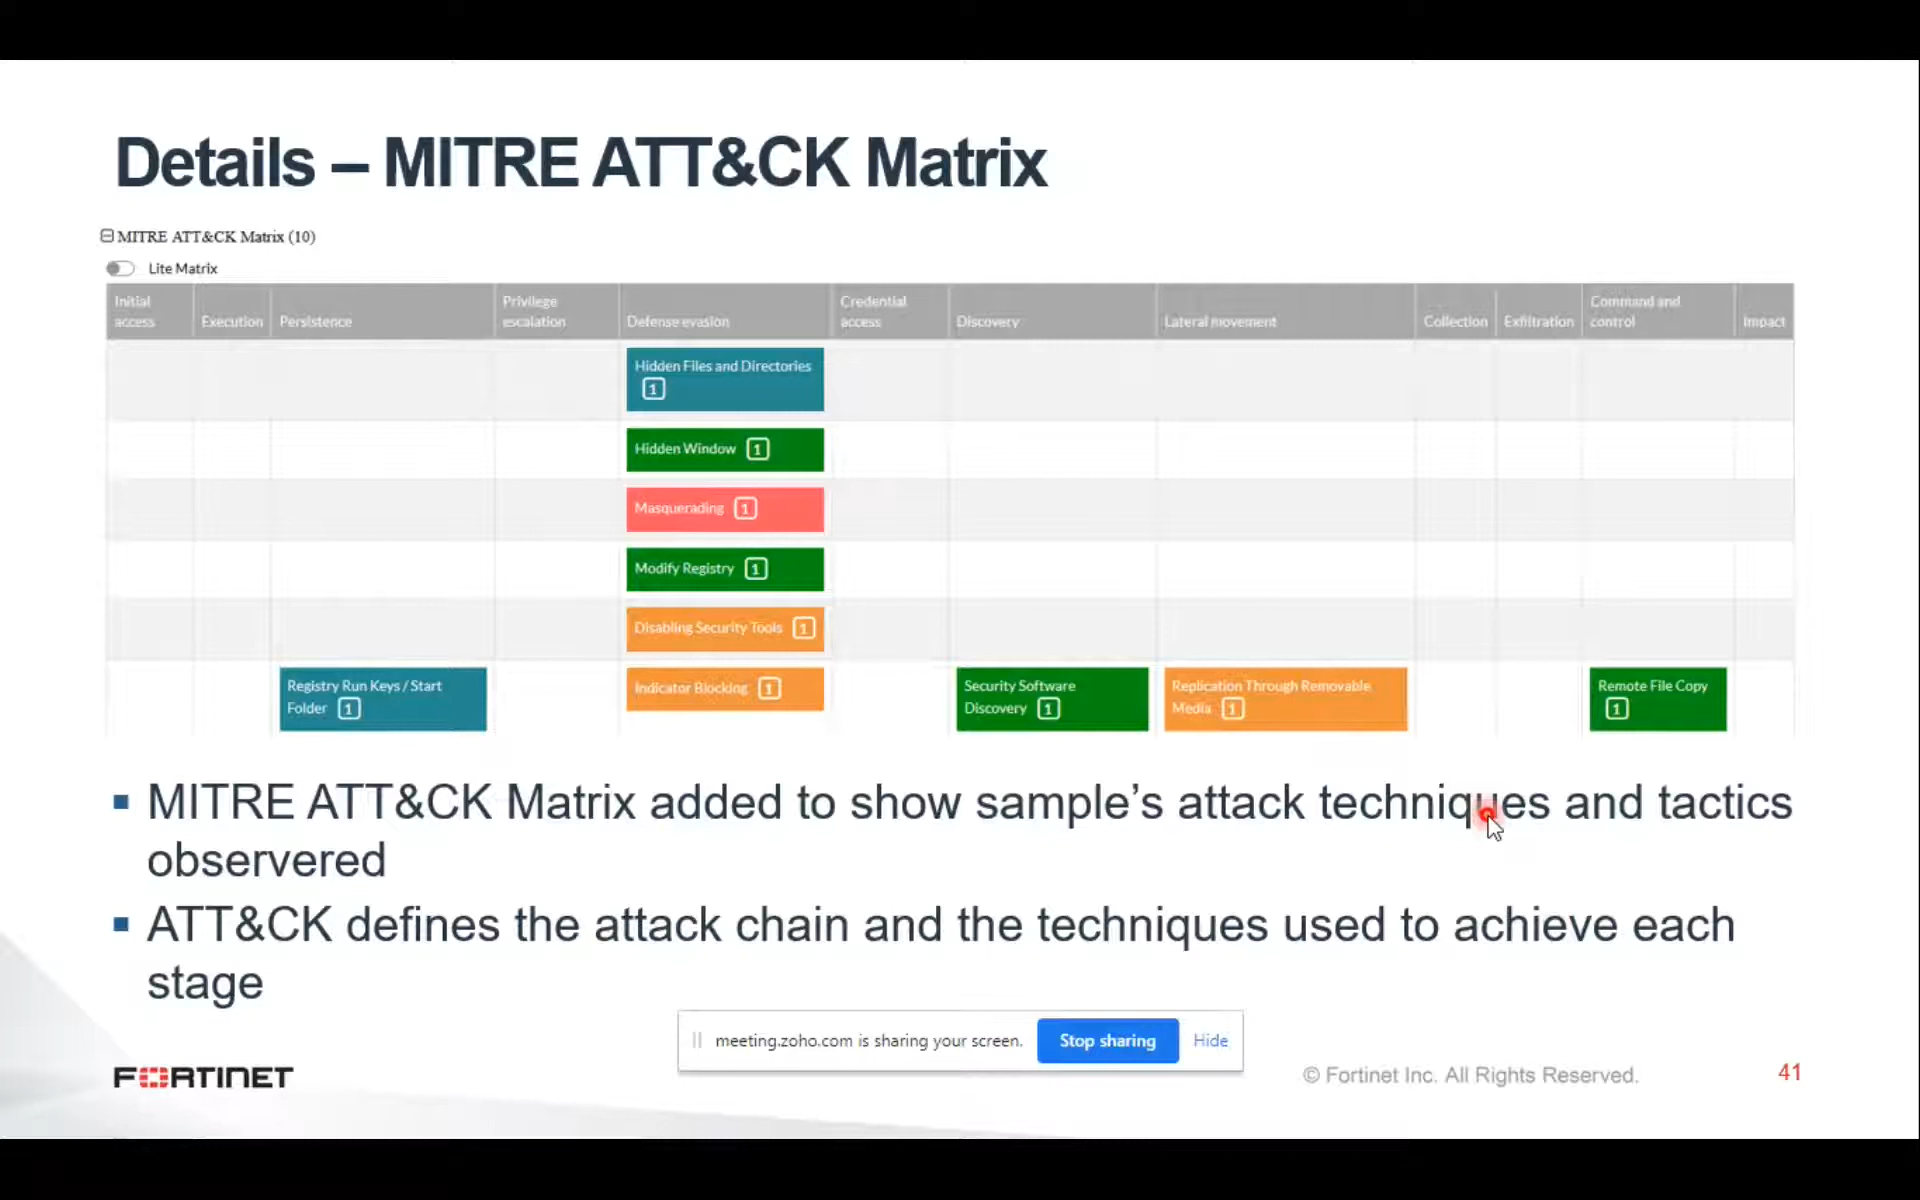 Details – MITRE ATT&CK Matrix
MITRE ATT&CK Matrix (10)
Lite Matrix
Initial access
Execution
Persistence
Privilege escalation
Defense evasion
Credential access
Discovery
Lateral movement
Collection
Exfiltration
Command and control
Impact
Hidden Files and Directories
1
Hidden Window 1
Masquerading 1
Modify Registry 1
Disabling Security Tools 1
Registry Run Keys / Start
Folder 1
Indicator Blocking 1
Security Software
Discovery 1
Replication Through Removable
Media 1
Remote File Copy
1
▪ MITRE ATT&CK Matrix added to show sample’s attack techniques and tactics
observered
▪ ATT&CK defines the attack chain and the techniques used to achieve each
stage
meeting.zoho.com is sharing your screen. Stop sharing Hide
FORTINET
© Fortinet Inc. All Rights Reserved.
41